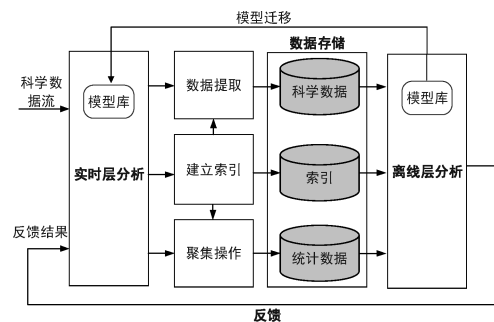 模型迁移
数据存储
科学数
据流
模型库
数据提取
科学数据
模型库
实时层分析
建立索引
索引
离线层分析
反馈结果
聚集操作
统计数据
反馈